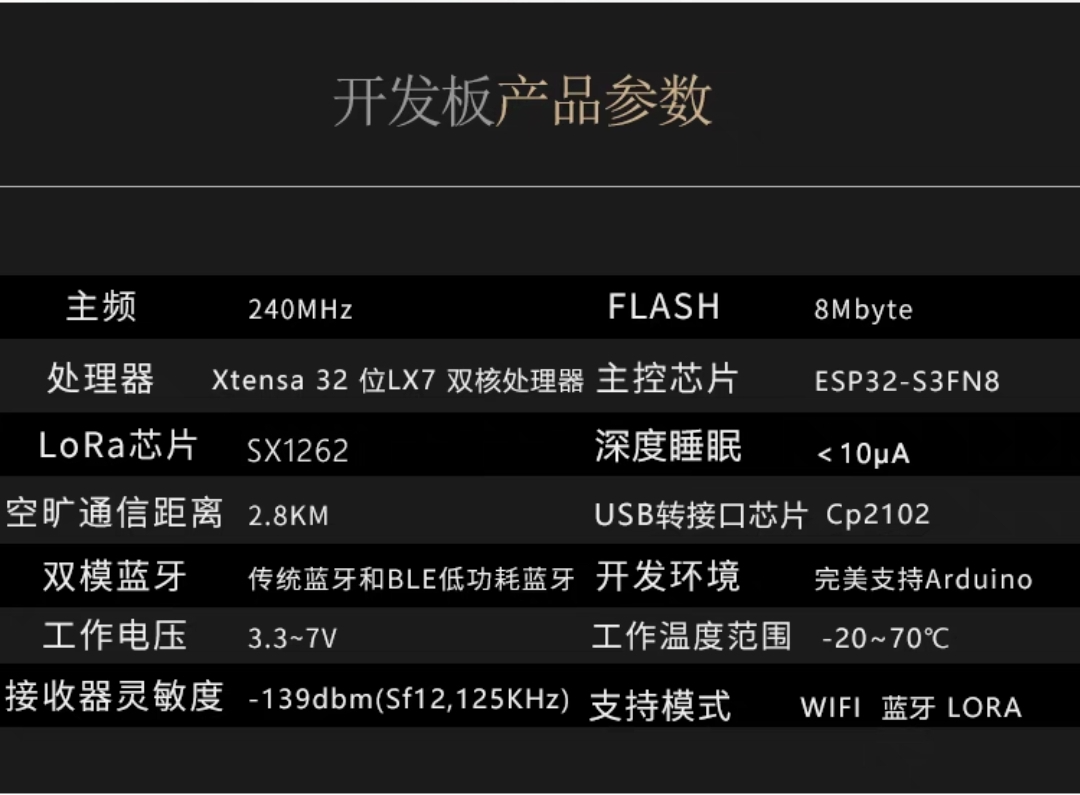 开发板产品参数
主频 240MHz FLASH 8Mbyte
处理器 Xtensa 32 位LX7 双核处理器 主控芯片 ESP32-S3FN8
LoRa芯片 SX1262 深度睡眠 <10μA
空旷通信距离 2.8KM USB转接口芯片 Cp2102
双模蓝牙 传统蓝牙和BLE低功耗蓝牙 开发环境 完美支持Arduino
工作电压 3.3~7V 工作温度范围 -20~70℃
接收器灵敏度 -139dbm(Sf12,125KHz) 支持模式 WIFI 蓝牙 LORA